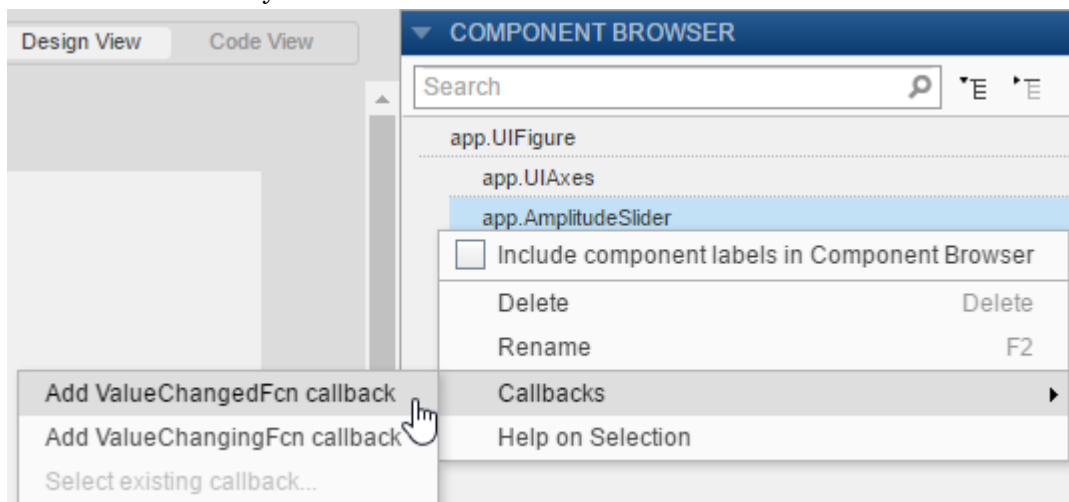 Design View Code View
COMPONENT BROWSER
Search
app.UIFigure
app.UIAxes
app.AmplitudeSlider
Include component labels in Component Browser
Delete Delete
Rename F2
Callbacks
Help on Selection
Add ValueChangedFcn callback
Add ValueChangingFcn callback
Select existing callback...